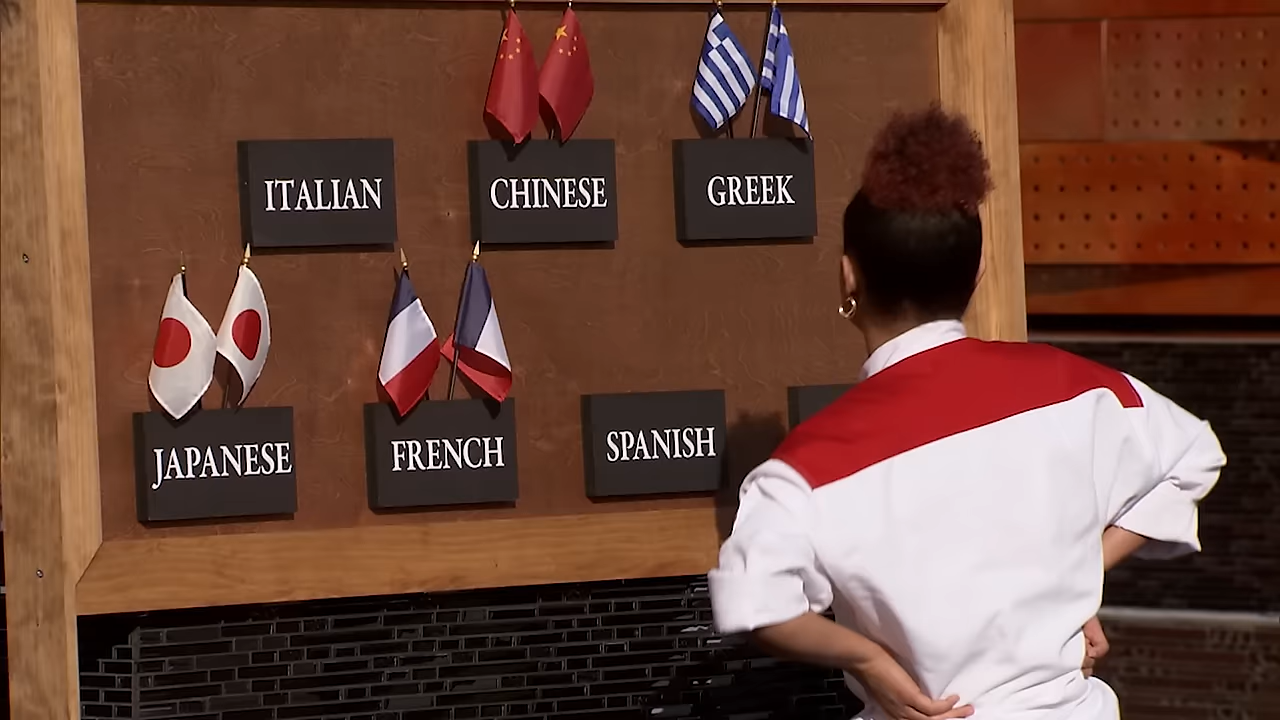 ITALIAN
CHINESE
GREEK
JAPANESE
FRENCH
SPANISH